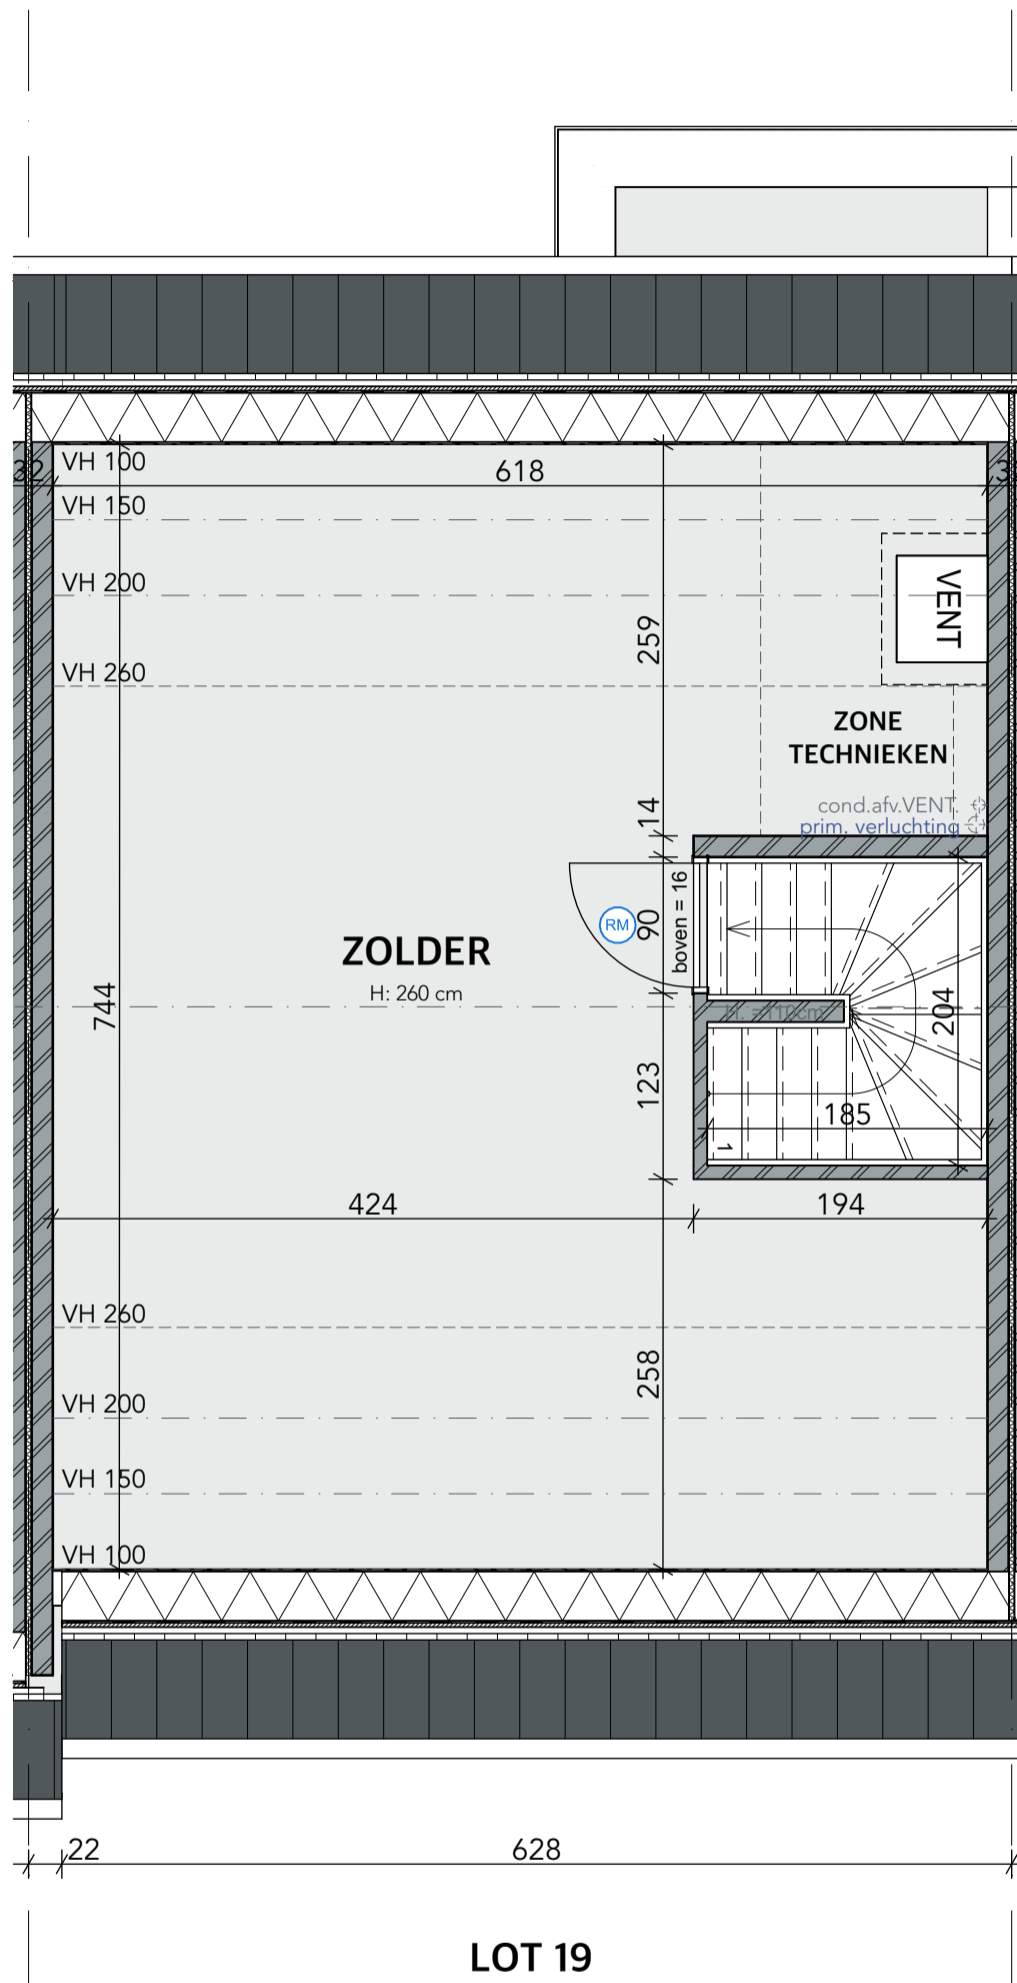 32
VH 100
618
3
VH 150
VH 200
VENT
259
VH 260
ZONE
TECHNIEKEN
14
cond.afv.VENT.
prim. verluchting
boven = 16
RM
90
ZOLDER
H: 260 cm
744
H. =110cm
204
123
185
1
424
194
VH 260
258
VH 200
VH 150
VH 100
22
628
LOT 19